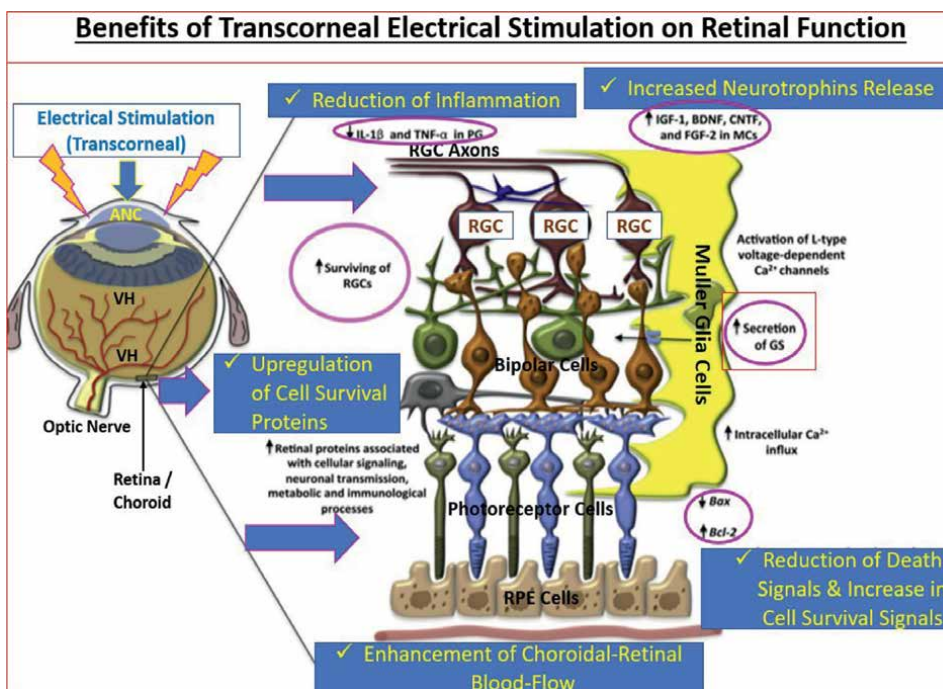 Benefits of Transcorneal Electrical Stimulation on Retinal Function
✓ Reduction of Inflammation
✓ Increased Neurotrophins Release
Electrical Stimulation
(Transcorneal)
↓IL-1β and TNF-α in PG
↑ IGF-1, BDNF, CNTF,
and FGF-2 in MCs
RGC Axons
ANC
RGC
RGC
RGC
Activation of L-type
voltage-dependent
Ca²⁺ channels
↑ Surviving of
RGCs
VH
VH
Muller Glia Cells
↑ Secretion
of GS
Bipolar Cells
✓ Upregulation
of Cell Survival
Proteins
Optic Nerve
↑ Intracellular Ca²⁺
influx
↑Retinal proteins associated
with cellular signaling,
neuronal transmission,
metabolic and immunological
processes
Retina /
Choroid
Photoreceptor Cells
↓ Bax
↑ Bcl-2
✓ Reduction of Death
Signals & Increase in
Cell Survival Signals
RPE Cells
✓ Enhancement of Choroidal-Retinal
Blood-Flow